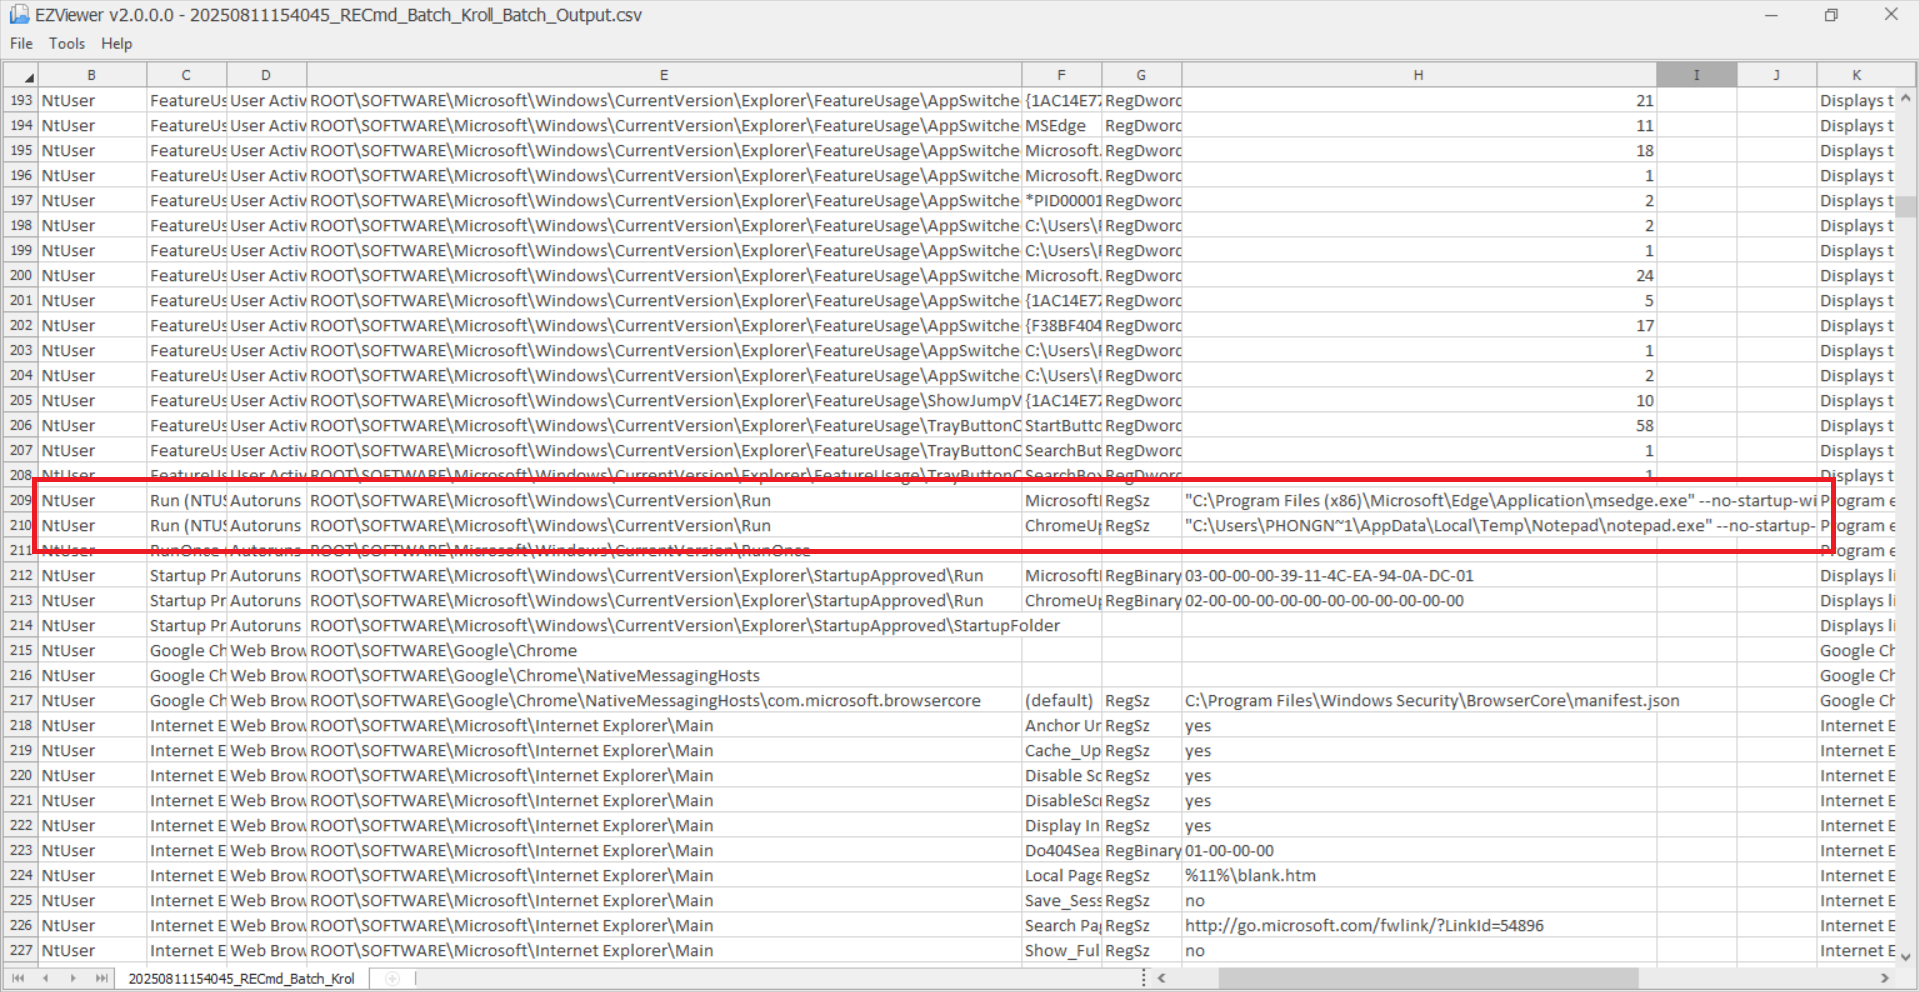 EZViewer v2.0.0.0 - 20250811154045_RECmd_Batch_Kroll_Batch_Output.csv
File Tools Help
B C D E F G H I J K
193 NtUser FeatureUs User Activ ROOT\SOFTWARE\Microsoft\Windows\CurrentVersion\Explorer\FeatureUsage\AppSwitche {1AC14E77 RegDword 21 Displays t
194 NtUser FeatureUs User Activ ROOT\SOFTWARE\Microsoft\Windows\CurrentVersion\Explorer\FeatureUsage\AppSwitche MSEdge RegDword 11 Displays t
195 NtUser FeatureUs User Activ ROOT\SOFTWARE\Microsoft\Windows\CurrentVersion\Explorer\FeatureUsage\AppSwitche Microsoft. RegDword 18 Displays t
196 NtUser FeatureUs User Activ ROOT\SOFTWARE\Microsoft\Windows\CurrentVersion\Explorer\FeatureUsage\AppSwitche Microsoft. RegDword 1 Displays t
197 NtUser FeatureUs User Activ ROOT\SOFTWARE\Microsoft\Windows\CurrentVersion\Explorer\FeatureUsage\AppSwitche *PID00001 RegDword 2 Displays t
198 NtUser FeatureUs User Activ ROOT\SOFTWARE\Microsoft\Windows\CurrentVersion\Explorer\FeatureUsage\AppSwitche C:\Users\ RegDword 2 Displays t
199 NtUser FeatureUs User Activ ROOT\SOFTWARE\Microsoft\Windows\CurrentVersion\Explorer\FeatureUsage\AppSwitche C:\Users\ RegDword 1 Displays t
200 NtUser FeatureUs User Activ ROOT\SOFTWARE\Microsoft\Windows\CurrentVersion\Explorer\FeatureUsage\AppSwitche Microsoft. RegDword 24 Displays t
201 NtUser FeatureUs User Activ ROOT\SOFTWARE\Microsoft\Windows\CurrentVersion\Explorer\FeatureUsage\AppSwitche {1AC14E77 RegDword 5 Displays t
202 NtUser FeatureUs User Activ ROOT\SOFTWARE\Microsoft\Windows\CurrentVersion\Explorer\FeatureUsage\AppSwitche {F38BF404 RegDword 17 Displays t
203 NtUser FeatureUs User Activ ROOT\SOFTWARE\Microsoft\Windows\CurrentVersion\Explorer\FeatureUsage\AppSwitche C:\Users\ RegDword 1 Displays t
204 NtUser FeatureUs User Activ ROOT\SOFTWARE\Microsoft\Windows\CurrentVersion\Explorer\FeatureUsage\AppSwitche C:\Users\ RegDword 2 Displays t
205 NtUser FeatureUs User Activ ROOT\SOFTWARE\Microsoft\Windows\CurrentVersion\Explorer\FeatureUsage\ShowJumpV {1AC14E77 RegDword 10 Displays t
206 NtUser FeatureUs User Activ ROOT\SOFTWARE\Microsoft\Windows\CurrentVersion\Explorer\FeatureUsage\TrayButtonC StartButto RegDword 58 Displays t
207 NtUser FeatureUs User Activ ROOT\SOFTWARE\Microsoft\Windows\CurrentVersion\Explorer\FeatureUsage\TrayButtonC SearchBut RegDword 1 Displays t
208 NtUser FeatureUs User Activ ROOT\SOFTWARE\Microsoft\Windows\CurrentVersion\Explorer\FeatureUsage\TrayButtonC SearchBox RegDword 1 Displays t
209 NtUser Run (NTUS Autoruns ROOT\SOFTWARE\Microsoft\Windows\CurrentVersion\Run Microsoft RegSz "C:\Program Files (x86)\Microsoft\Edge\Application\msedge.exe" --no-startup-wi Program e
210 NtUser Run (NTUS Autoruns ROOT\SOFTWARE\Microsoft\Windows\CurrentVersion\Run ChromeUp RegSz "C:\Users\PHONGN~1\AppData\Local\Temp\Notepad\notepad.exe" --no-startup- Program e
211 NtUser RunOnce Autoruns ROOT\SOFTWARE\Microsoft\Windows\CurrentVersion\RunOnce Program e
212 NtUser Startup Pr Autoruns ROOT\SOFTWARE\Microsoft\Windows\CurrentVersion\Explorer\StartupApproved\Run Microsoft RegBinary 03-00-00-00-39-11-4C-EA-94-0A-DC-01 Displays li
213 NtUser Startup Pr Autoruns ROOT\SOFTWARE\Microsoft\Windows\CurrentVersion\Explorer\StartupApproved\Run ChromeUp RegBinary 02-00-00-00-00-00-00-00-00-00-00-00 Displays li
214 NtUser Startup Pr Autoruns ROOT\SOFTWARE\Microsoft\Windows\CurrentVersion\Explorer\StartupApproved\StartupFolder Displays li
215 NtUser Google Ch Web Brow ROOT\SOFTWARE\Google\Chrome Google Ch
216 NtUser Google Ch Web Brow ROOT\SOFTWARE\Google\Chrome\NativeMessagingHosts Google Ch
217 NtUser Google Ch Web Brow ROOT\SOFTWARE\Google\Chrome\NativeMessagingHosts\com.microsoft.browsercore (default) RegSz C:\Program Files\Windows Security\BrowserCore\manifest.json Google Ch
218 NtUser Internet E Web Brow ROOT\SOFTWARE\Microsoft\Internet Explorer\Main Anchor Un RegSz yes Internet E
219 NtUser Internet E Web Brow ROOT\SOFTWARE\Microsoft\Internet Explorer\Main Cache_Up RegSz yes Internet E
220 NtUser Internet E Web Brow ROOT\SOFTWARE\Microsoft\Internet Explorer\Main Disable Sc RegSz yes Internet E
221 NtUser Internet E Web Brow ROOT\SOFTWARE\Microsoft\Internet Explorer\Main DisableScr RegSz yes Internet E
222 NtUser Internet E Web Brow ROOT\SOFTWARE\Microsoft\Internet Explorer\Main Display In RegSz yes Internet E
223 NtUser Internet E Web Brow ROOT\SOFTWARE\Microsoft\Internet Explorer\Main Do404Sea RegBinary 01-00-00-00 Internet E
224 NtUser Internet E Web Brow ROOT\SOFTWARE\Microsoft\Internet Explorer\Main Local Page RegSz %11%\blank.htm Internet E
225 NtUser Internet E Web Brow ROOT\SOFTWARE\Microsoft\Internet Explorer\Main Save_Sess RegSz no Internet E
226 NtUser Internet E Web Brow ROOT\SOFTWARE\Microsoft\Internet Explorer\Main Search Pa RegSz http://go.microsoft.com/fwlink/?LinkId=54896 Internet E
227 NtUser Internet E Web Brow ROOT\SOFTWARE\Microsoft\Internet Explorer\Main Show_Ful RegSz no Internet E
20250811154045_RECmd_Batch_Krol